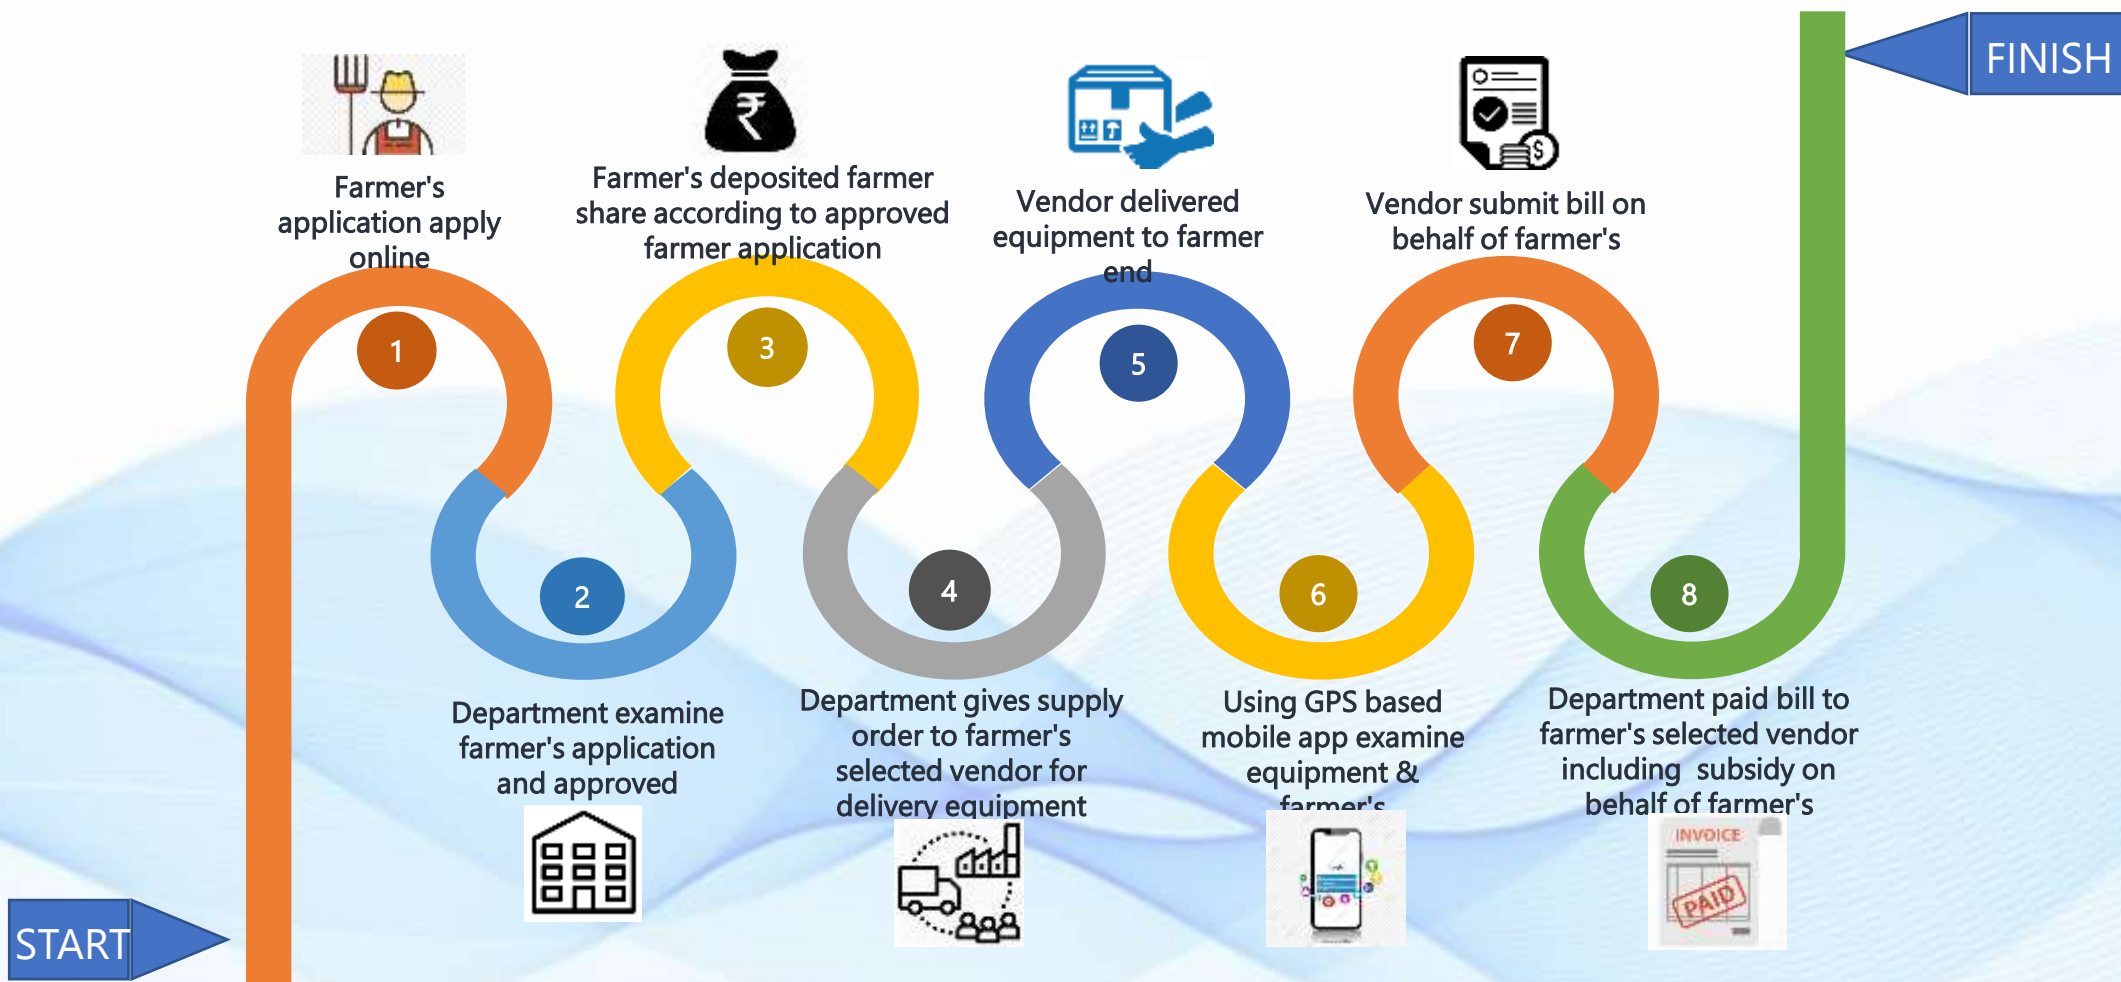 START
Farmer's
application apply
online
1
2
Department examine
farmer's application
and approved
₹
Farmer's deposited farmer
share according to approved
farmer application
3
4
Department gives supply
order to farmer's
selected vendor for
delivery equipment
Vendor delivered
equipment to farmer
end
5
6
Using GPS based
mobile app examine
equipment &
farmer's
$
Vendor submit bill on
behalf of farmer's
7
8
Department paid bill to
farmer's selected vendor
including  subsidy on
behalf of farmer's
INVOICE
PAID
FINISH